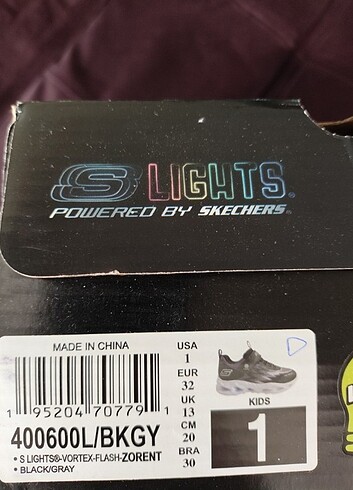 S LIGHTS®
POWERED BY SKECHERS®
MADE IN CHINA
1 95204 70779 1
400600L/BKGY
• S LIGHTS®-VORTEX-FLASH-ZORENT
• BLACK/GRAY
USA
1
EUR
32
UK
13
CM
20
BRA
30
KIDS
1